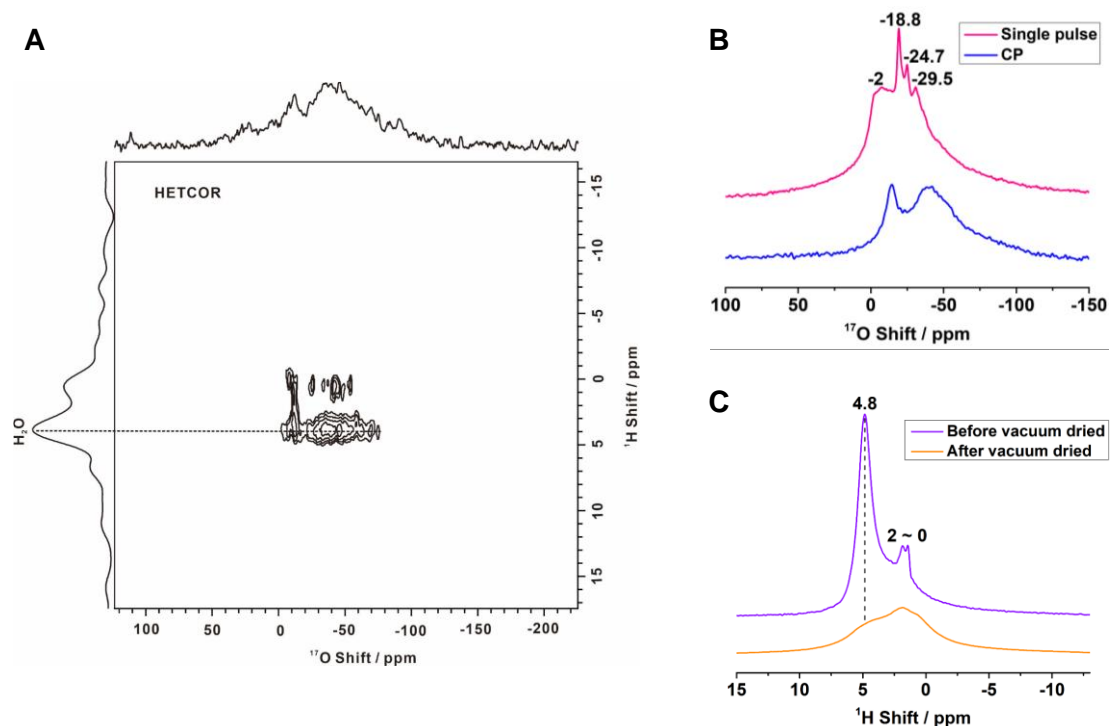 A
HETCOR
H₂O
-15
-10
-5
0
5
10
15
¹H Shift / ppm
100 50 0 -50 -100 -150 -200
¹⁷O Shift / ppm
B
Single pulse
CP
-18.8
-24.7
-2
-29.5
100 50 0 -50 -100 -150
¹⁷O Shift / ppm
C
Before vacuum dried
After vacuum dried
4.8
2 ~ 0
15 10 5 0 -5 -10
¹H Shift / ppm